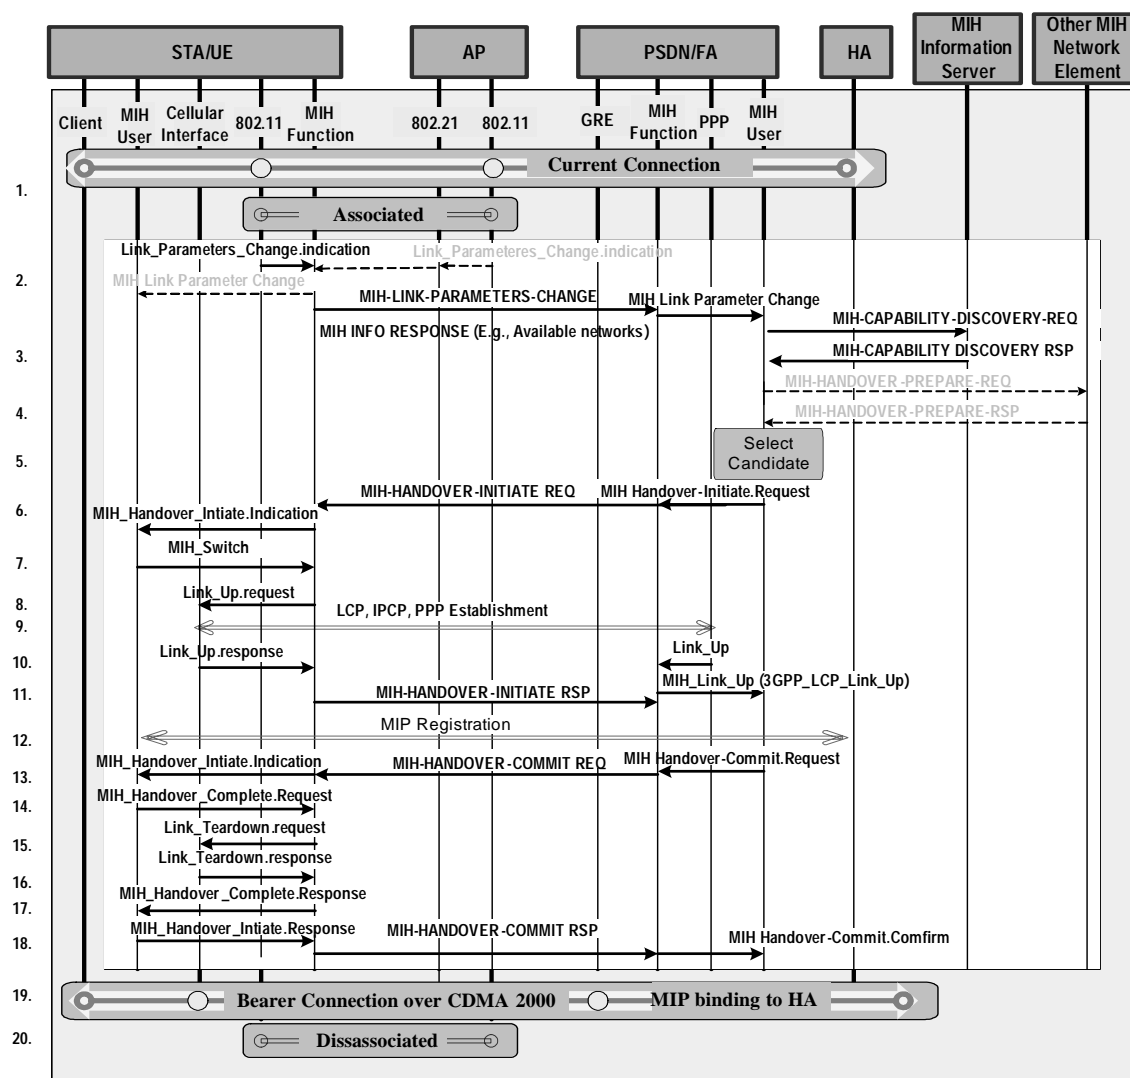 STA/UE
AP
PSDN/FA
HA
MIH
Information
Server
Other MIH
Network
Element
Client
MIH
User
Cellular
Interface
802.11
MIH
Function
802.21
802.11
GRE
MIH
Function
PPP
MIH
User
Current Connection
1.
Associated
Link_Parameters_Change.indication
Link_Parameteres_Change.indication
2.
MIH Link Parameter Change
MIH-LINK-PARAMETERS-CHANGE
MIH Link Parameter Change
MIH INFO RESPONSE (E.g., Available networks)
MIH-CAPABILITY-DISCOVERY-REQ
3.
MIH-CAPABILITY DISCOVERY RSP
MIH-HANDOVER-PREPARE-REQ
4.
MIH-HANDOVER-PREPARE-RSP
5.
Select
Candidate
MIH-HANDOVER-INITIATE REQ
MIH Handover-Initiate.Request
6.
MIH_Handover_Intiate.Indication
7.
MIH_Switch
Link_Up.request
8.
LCP, IPCP, PPP Establishment
9.
Link_Up.response
Link_Up
10.
MIH_Link_Up (3GPP_LCP_Link_Up)
11.
MIH-HANDOVER-INITIATE RSP
MIP Registration
12.
MIH_Handover_Intiate.Indication
MIH-HANDOVER-COMMIT REQ
MIH Handover-Commit.Request
13.
MIH_Handover_Complete.Request
14.
Link_Teardown.request
15.
Link_Teardown.response
16.
MIH_Handover_Complete.Response
17.
MIH_Handover_Intiate.Response
MIH-HANDOVER-COMMIT RSP
MIH Handover-Commit.Comfirm
18.
19.
Bearer Connection over CDMA 2000
MIP binding to HA
20.
Dissassociated